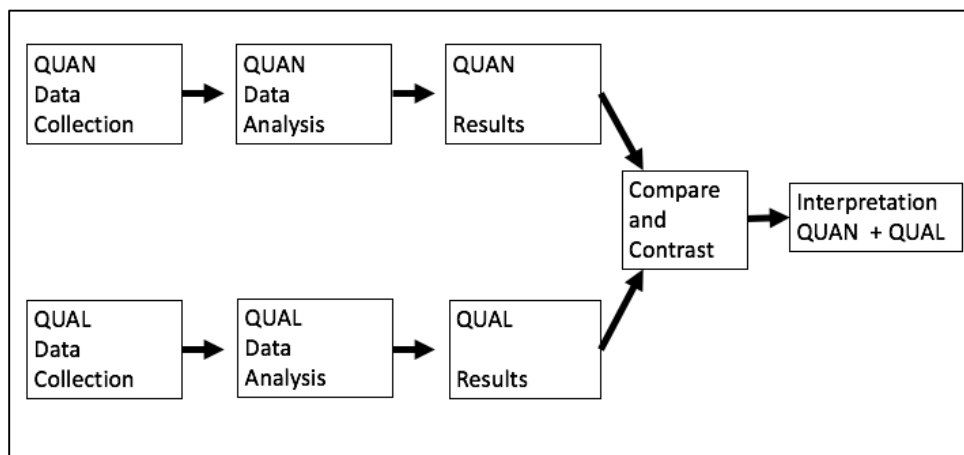 QUAN
Data
Collection
QUAN
Data
Analysis
QUAN
Results
Compare
and
Contrast
Interpretation
QUAN + QUAL
QUAL
Data
Collection
QUAL
Data
Analysis
QUAL
Results